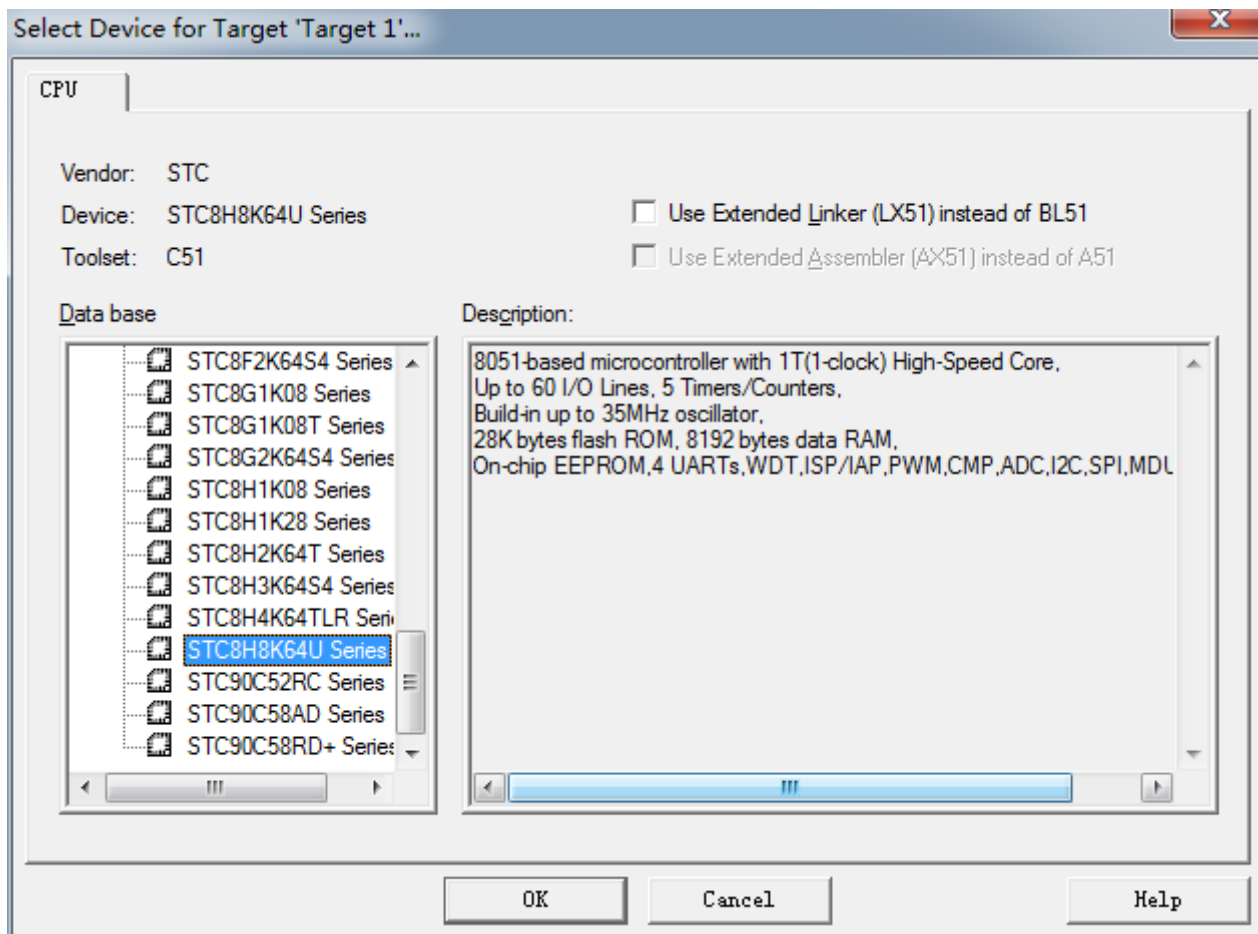 Select Device for Target 'Target 1'...
CPU
Vendor: STC
Device: STC8H8K64U Series
Toolset: C51
Use Extended Linker (LX51) instead of BL51
Use Extended Assembler (AX51) instead of A51
Data base
STC8F2K64S4 Series
STC8G1K08 Series
STC8G1K08T Series
STC8G2K64S4 Series
STC8H1K08 Series
STC8H1K28 Series
STC8H2K64T Series
STC8H3K64S4 Series
STC8H4K64TLR Seri
STC8H8K64U Series
STC90C52RC Series
STC90C58AD Series
STC90C58RD+ Series
Description:
8051-based microcontroller with 1T(1-clock) High-Speed Core,
Up to 60 I/O Lines, 5 Timers/Counters,
Build-in up to 35MHz oscillator,
28K bytes flash ROM, 8192 bytes data RAM,
On-chip EEPROM,4 UARTs,WDT,ISP/IAP,PWM,CMP,ADC,I2C,SPI,MDU
OK
Cancel
Help